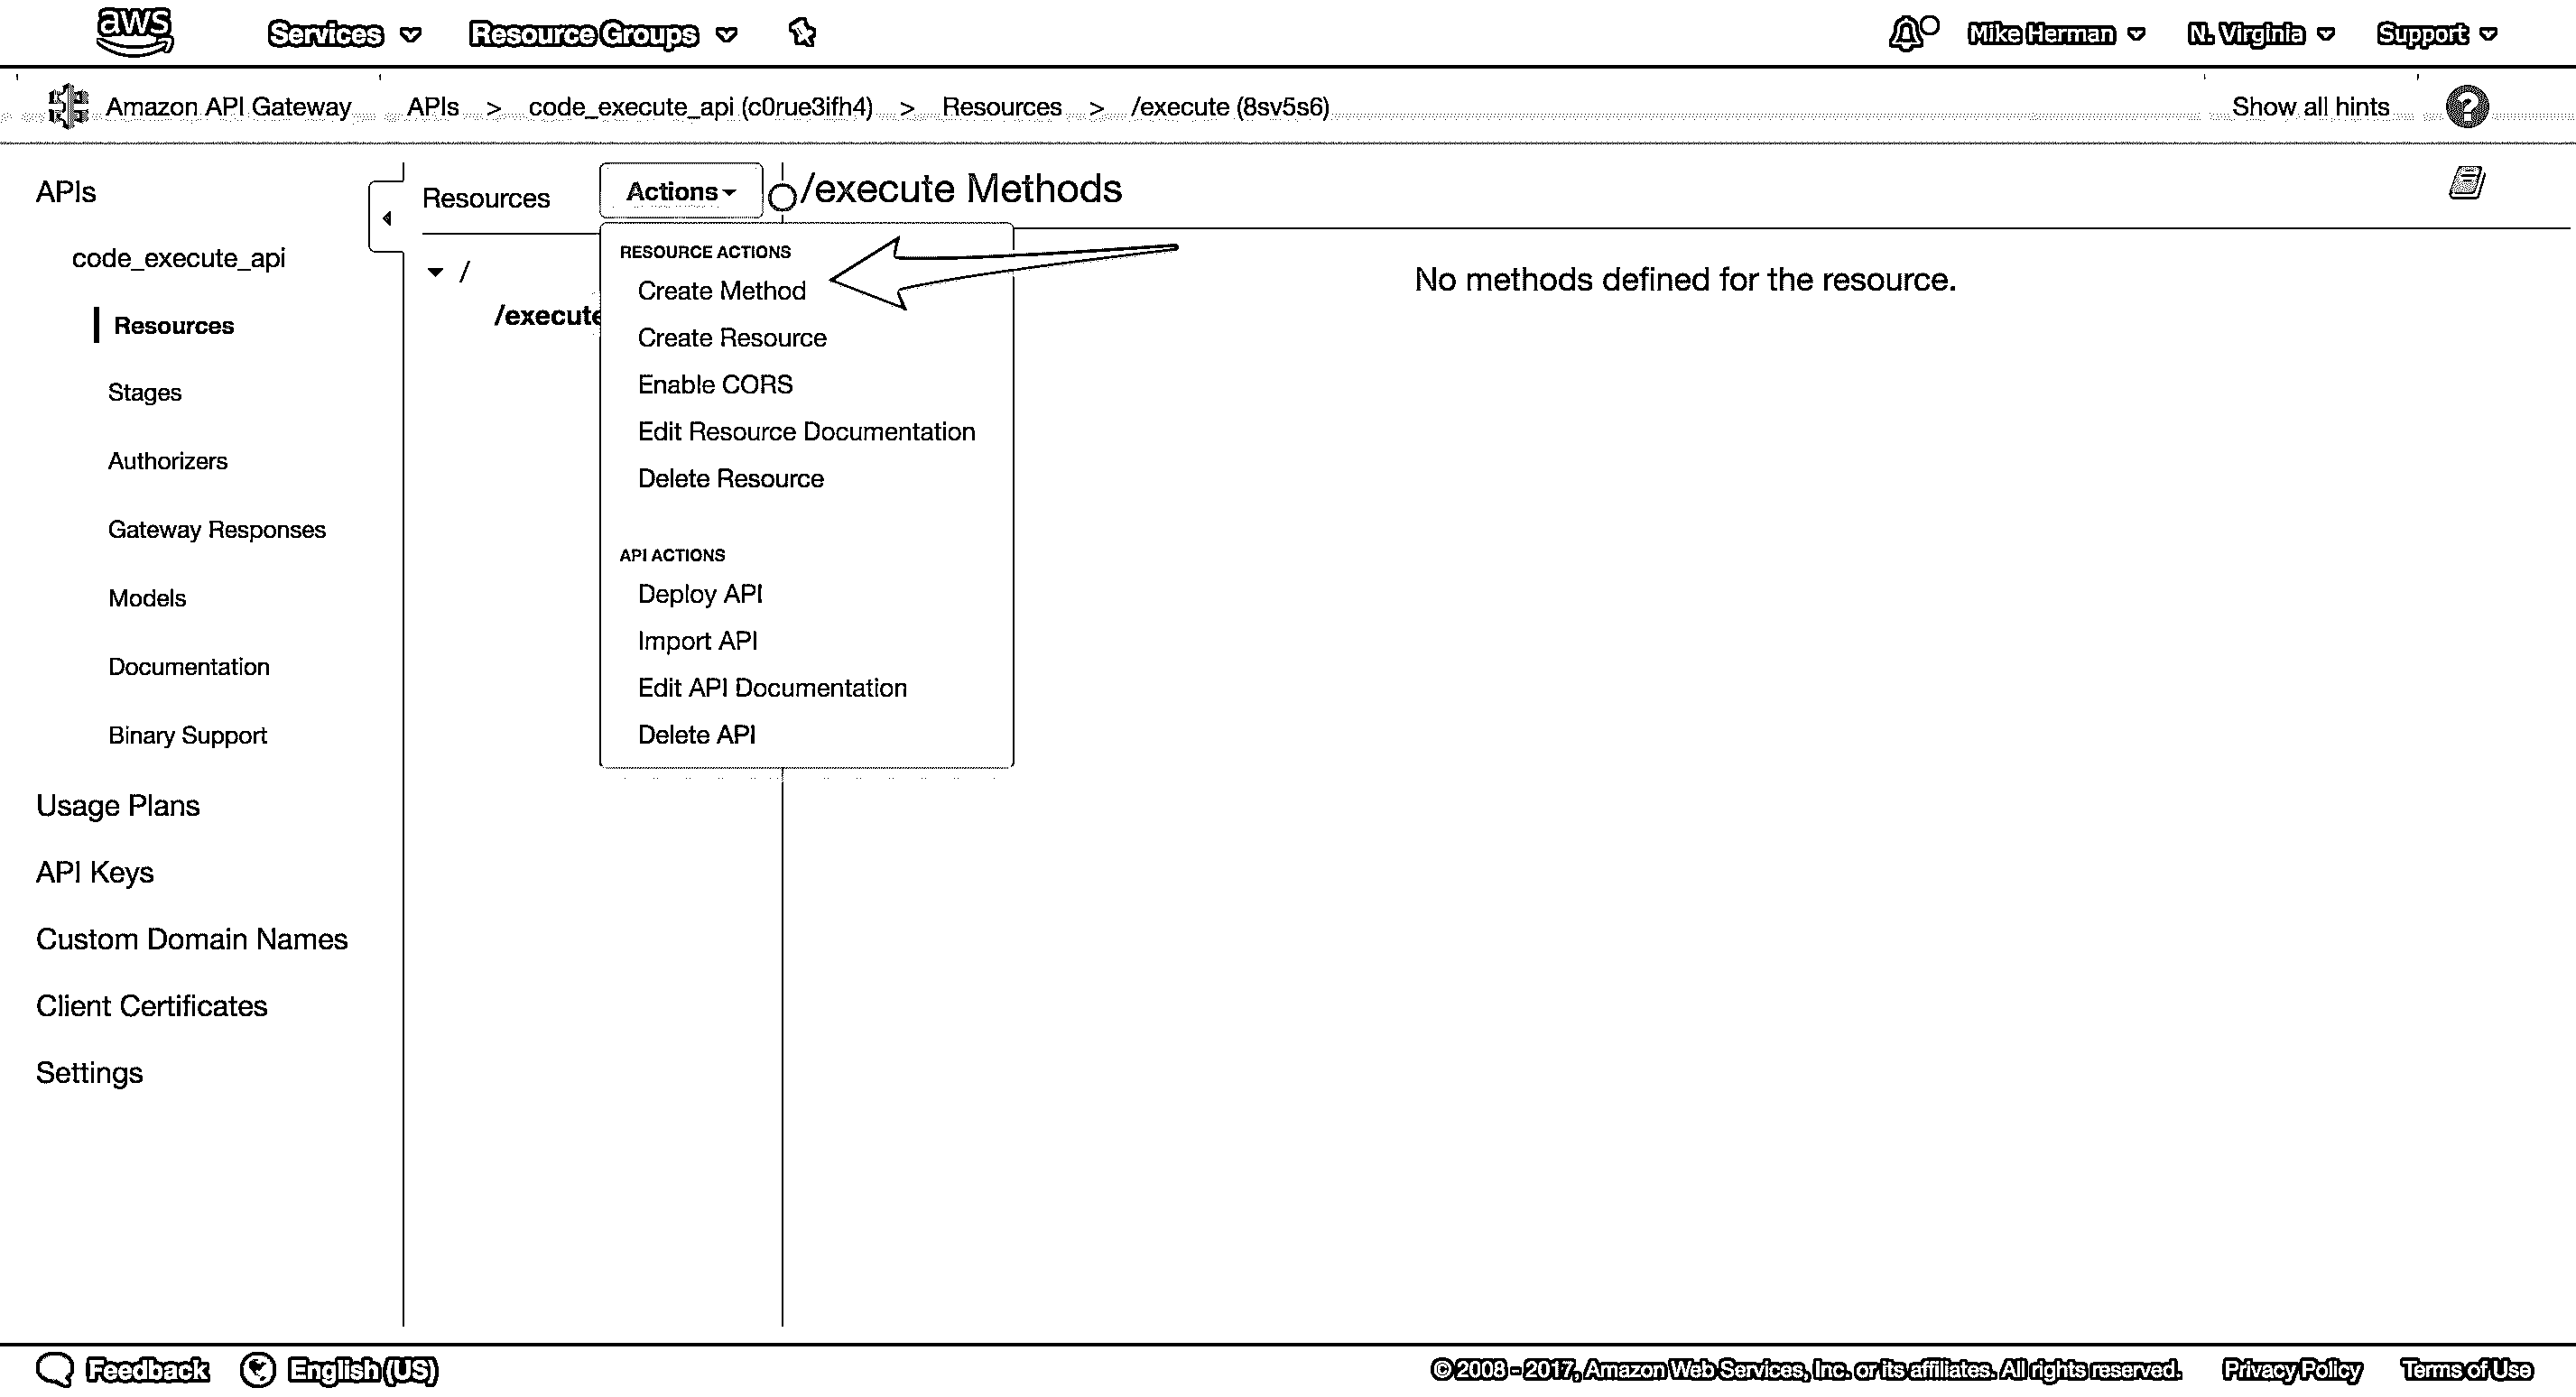 aws Services Resource Groups Mike Herman N. Virginia Support
Amazon API Gateway APIs > code_execute_api (c0rue3ifh4) > Resources > /execute (8sv5s6) Show all hints ?
APIs
code_execute_api
Resources
Stages
Authorizers
Gateway Responses
Models
Documentation
Binary Support
Usage Plans
API Keys
Custom Domain Names
Client Certificates
Settings
Resources
/
/execute
Actions
RESOURCE ACTIONS
Create Method
Create Resource
Enable CORS
Edit Resource Documentation
Delete Resource
API ACTIONS
Deploy API
Import API
Edit API Documentation
Delete API
/execute Methods
No methods defined for the resource.
Feedback English (US) © 2008 - 2017, Amazon Web Services, Inc. or its affiliates. All rights reserved. Privacy Policy Terms of Use